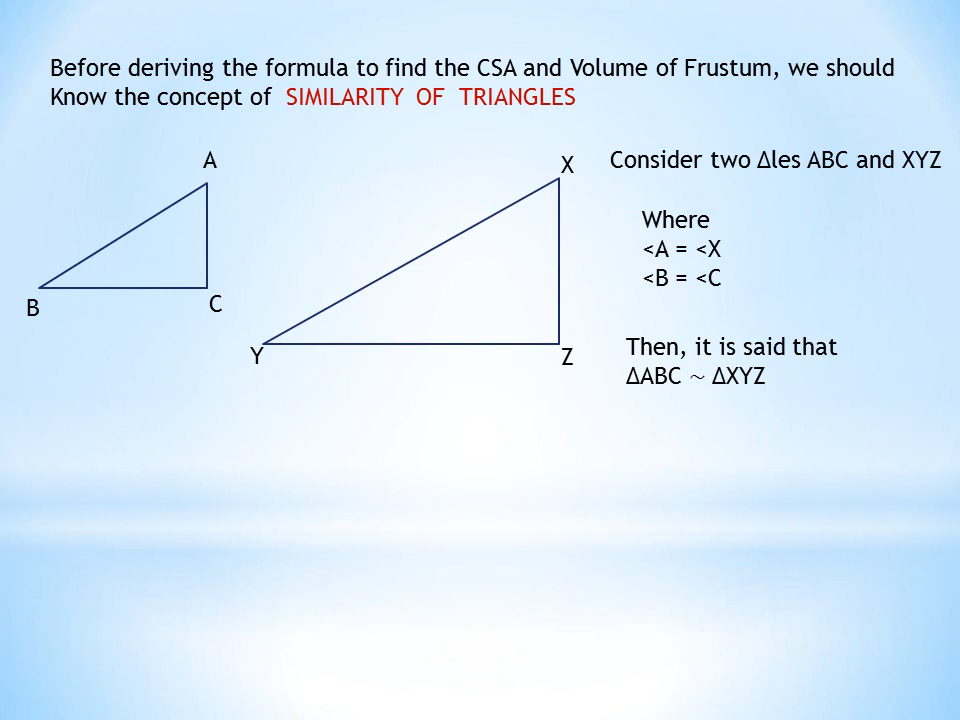 Before deriving the formula to find the CSA and Volume of Frustum, we should
Know the concept of SIMILARITY OF TRIANGLES
A
X
Consider two Δles ABC and XYZ
Where
<A = <X
<B = <C
B
C
Y
Z
Then, it is said that
ΔABC ~ ΔXYZ